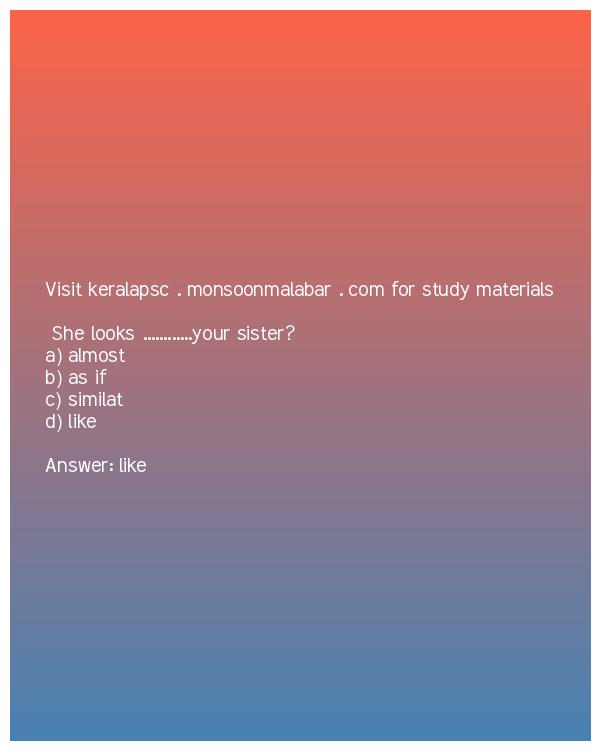 Visit keralapsc . monsoonmalabar . com for study materials
She looks ............your sister?
a) almost
b) as if
c) similat
d) like
Answer: like